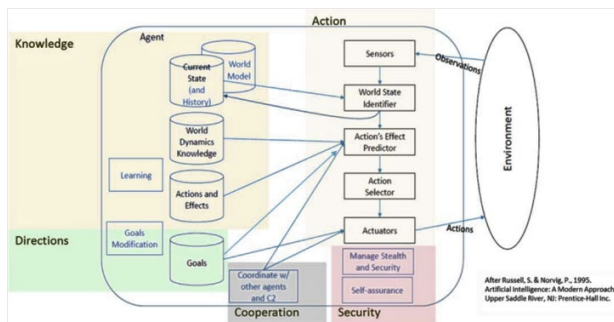 Action
Knowledge
Agent
Current
State
(and
History)
World
Model
Sensors
Observations
World State
Identifier
World
Dynamics
Knowledge
Action's Effect
Predictor
Environment
Learning
Actions and
Effects
Action
Selector
Directions
Goals
Modification
Goals
Actuators
Actions
Coordinate w/
other agents
and C2
Cooperation
Manage Stealth
and Security
Self-assurance
Security
After Russell, S. & Norvig, P., 1995.
Artificial Intelligence: A Modern Approach
Upper Saddle River, NJ: Prentice-Hall Inc.